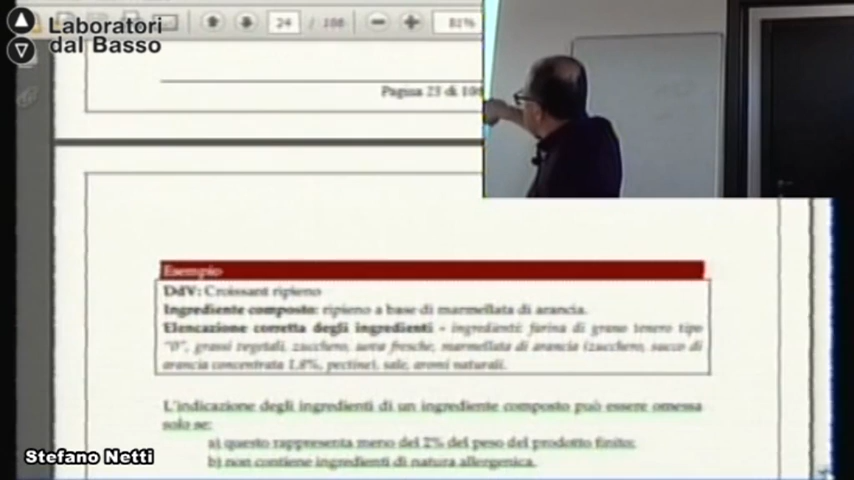 Laboratori
dal Basso
24 / 106
81%
Pagina 23 di 106
Esempio
DdV: Croissant ripieno
Ingrediente composto: ripieno a base di marmellata di arancia.
Elencazione corretta degli ingredienti - ingredienti: farina di grano tenero tipo
"0", grassi vegetali, zucchero, uova fresche, marmellata di arancia (zucchero, succo di
arancia concentrata 1,8%, pectine), sale, aromi naturali.
L'indicazione degli ingredienti di un ingrediente composto può essere omessa
solo se:
a) questo rappresenta meno del 2% del peso del prodotto finito;
b) non contiene ingredienti di natura allergenica.
Stefano Netti